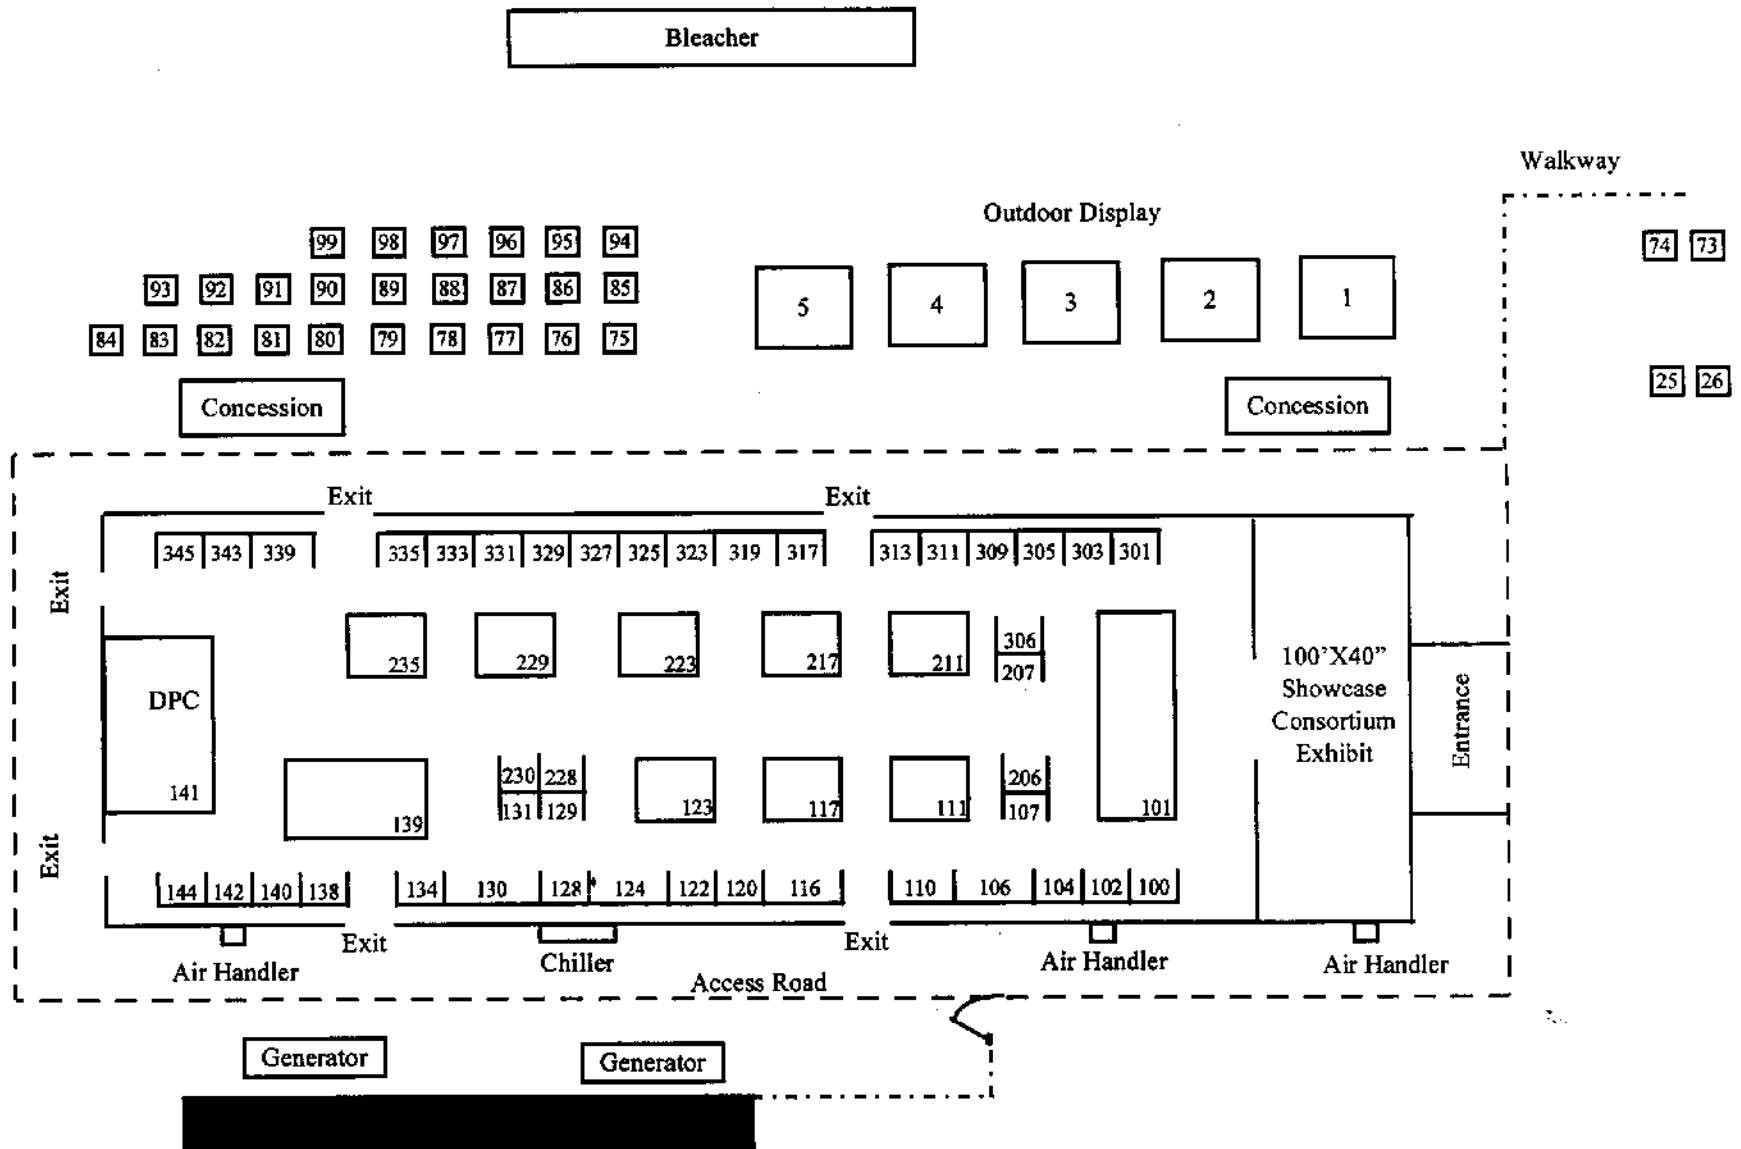 Bleacher
Walkway
Outdoor Display
99 98 97 96 95 94
74 73
93 92 91 90 89 88 87 86 85
5 4 3 2 1
84 83 82 81 80 79 78 77 76 75
25 26
Concession
Concession
Exit
Exit
345 343 339 335 333 331 329 327 325 323 319 317 313 311 309 305 303 301
Exit
306
235 229 223 217 211 207
100'X40"
Showcase
Consortium
Exhibit
Entrance
DPC
141
230 228
206
131 129
123 117 111 107 101
139
Exit
144 142 140 138 134 130 128 124 122 120 116 110 106 104 102 100
Exit
Exit
Air Handler
Chiller
Air Handler
Air Handler
Access Road
Generator
Generator